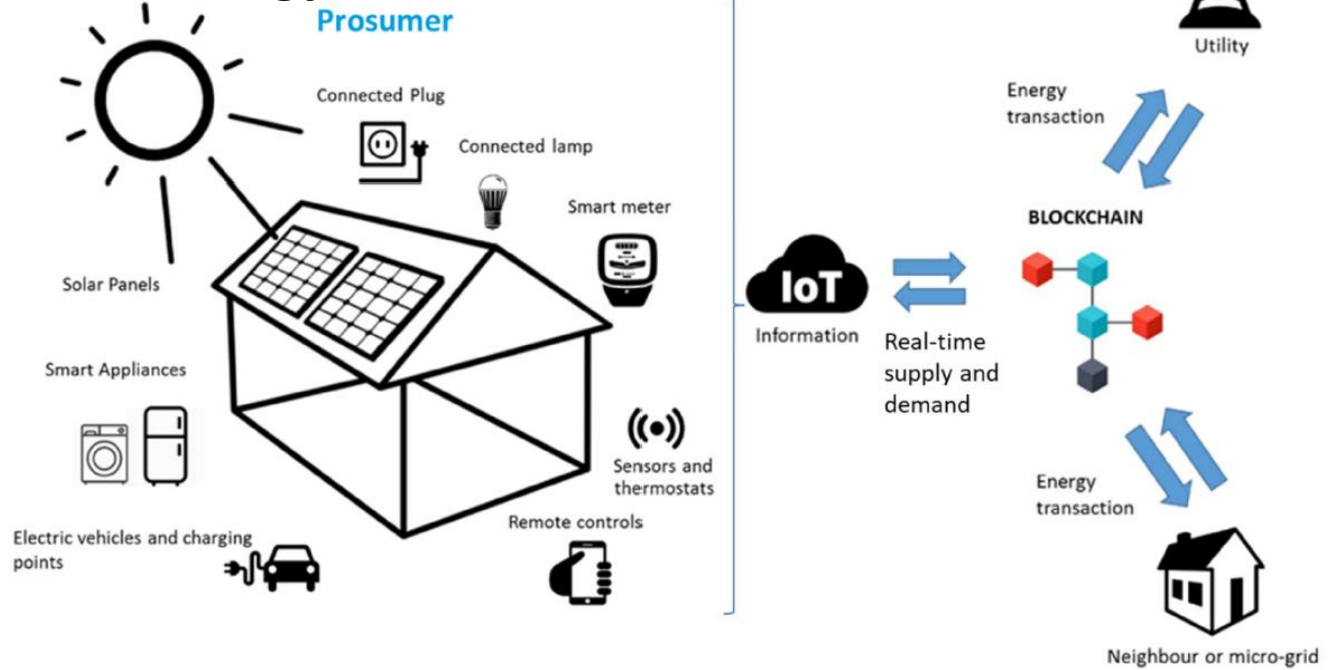 Prosumer
Connected Plug
Connected lamp
Smart meter
Solar Panels
Smart Appliances
Sensors and
thermostats
Remote controls
Electric vehicles and charging
points
IoT
Information
Real-time
supply and
demand
Utility
Energy
transaction
BLOCKCHAIN
Energy
transaction
Neighbour or micro-grid